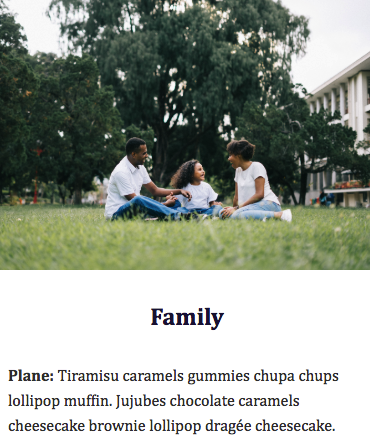 Family
Plane: Tiramisu caramels gummies chupa chups
lollipop muffin. Jujubes chocolate caramels
cheesecake brownie lollipop dragée cheesecake.